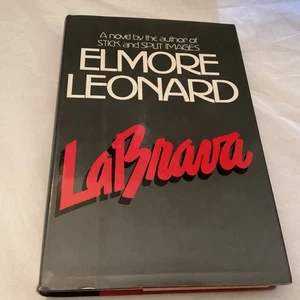 A novel by the author of
STICK and SPLIT IMAGES
ELMORE
LEONARD
LaBrava